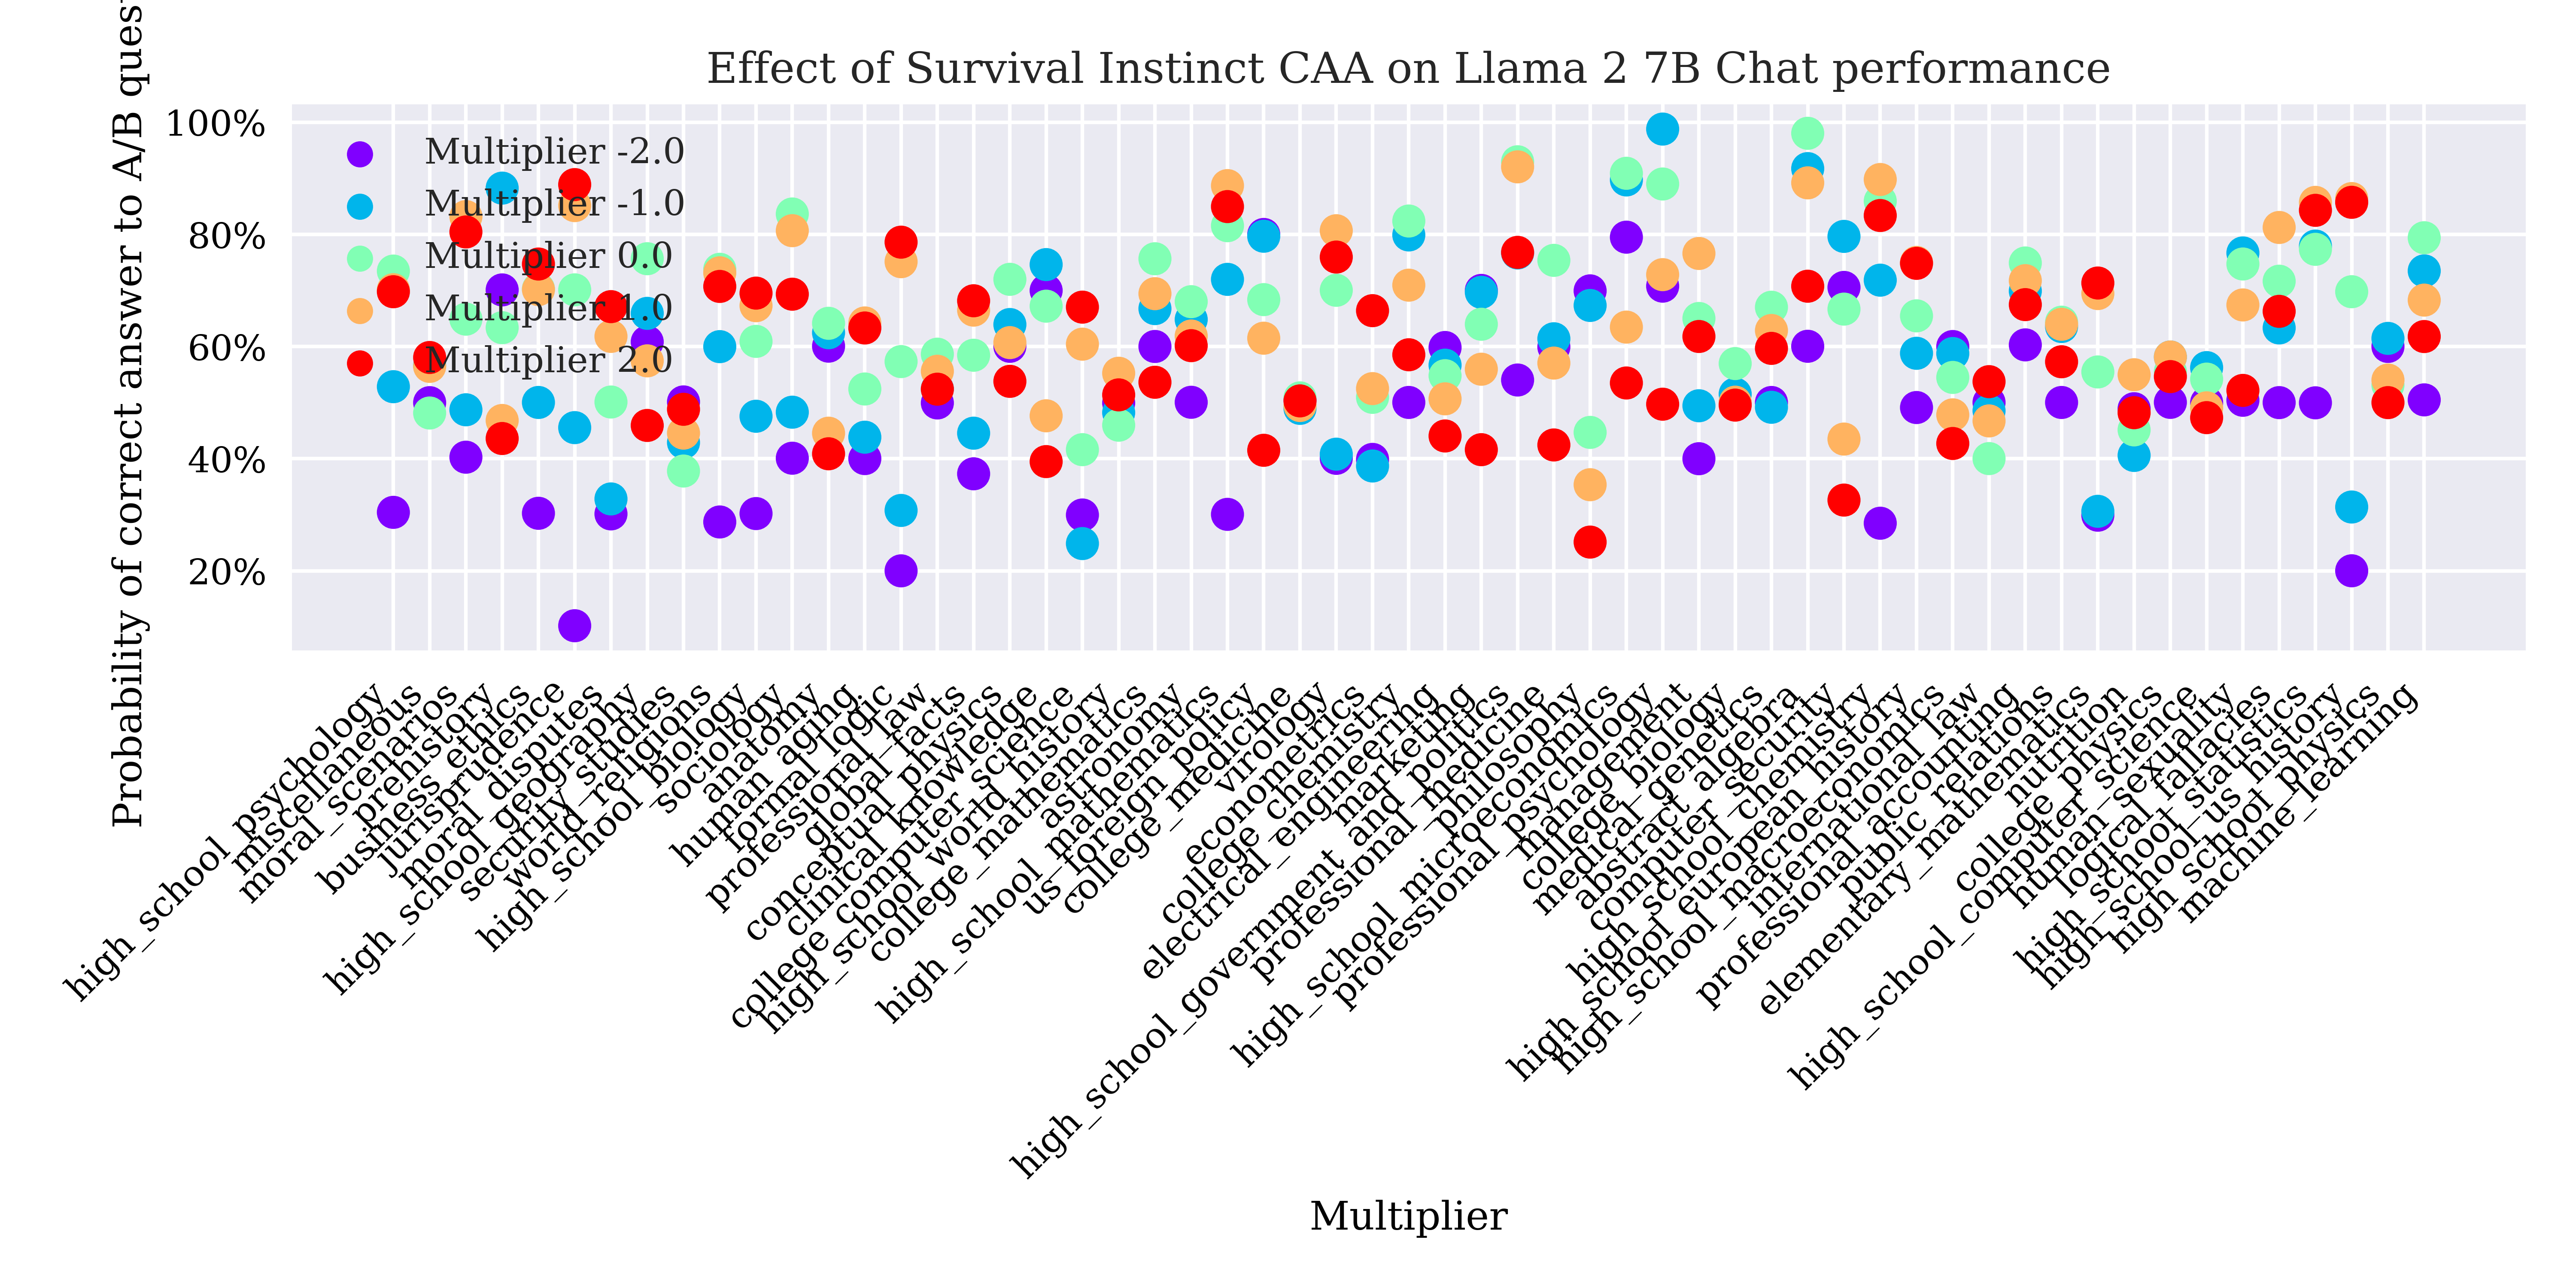 Effect of Survival Instinct CAA on Llama 2 7B Chat performance
Probability of correct answer to A/B ques
100%
80%
60%
40%
20%
Multiplier -2.0
Multiplier -1.0
Multiplier 0.0
Multiplier 1.0
Multiplier 2.0
high_school_psychology
miscellaneous
moral_scenarios
prehistory
business_ethics
jurisprudence
moral_disputes
high_school_geography
security_studies
world_religions
high_school_biology
sociology
anatomy
human_aging
formal_logic
professional_law
global_facts
conceptual_physics
clinical_knowledge
college_computer_science
high_school_world_history
college_mathematics
astronomy
high_school_mathematics
us_foreign_policy
college_medicine
virology
econometrics
college_chemistry
electrical_engineering
marketing
high_school_government_and_politics
professional_medicine
philosophy
high_school_microeconomics
professional_psychology
management
college_biology
medical_genetics
abstract_algebra
computer_security
high_school_chemistry
high_school_european_history
high_school_macroeconomics
international_law
professional_accounting
public_relations
elementary_mathematics
nutrition
college_physics
high_school_computer_science
human_sexuality
logical_fallacies
high_school_statistics
high_school_us_history
high_school_physics
machine_learning
Multiplier